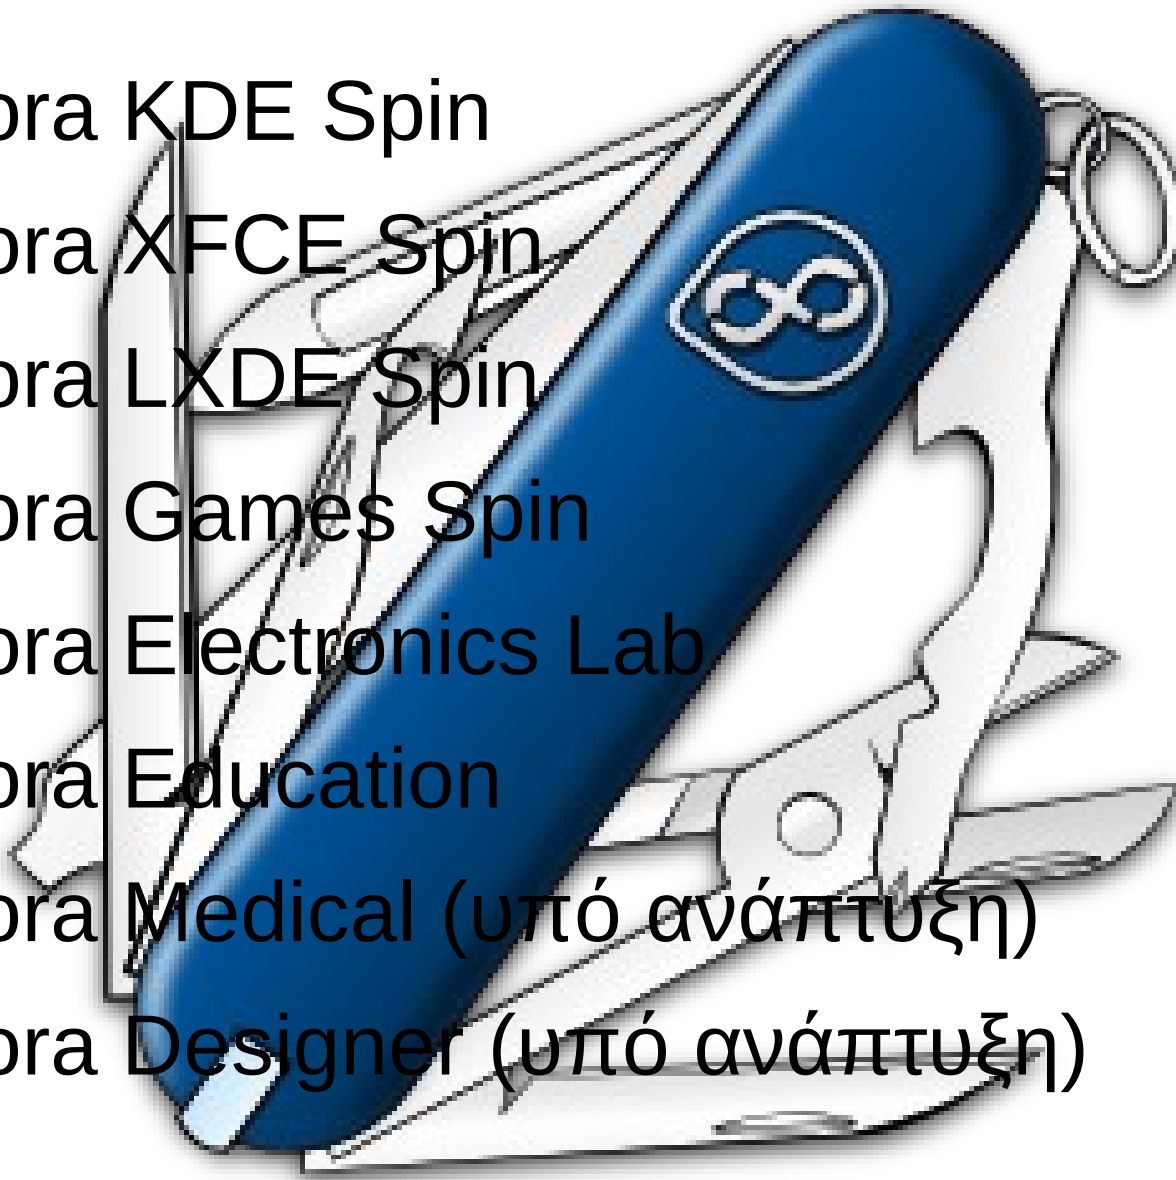 ora KDE Spin
ora XFCE Spin
ora LXDE Spin
ora Games Spin
ora Electronics Lab
ora Education
ora Medical (υπό ανάπτυξη)
ora Designer (υπό ανάπτυξη)